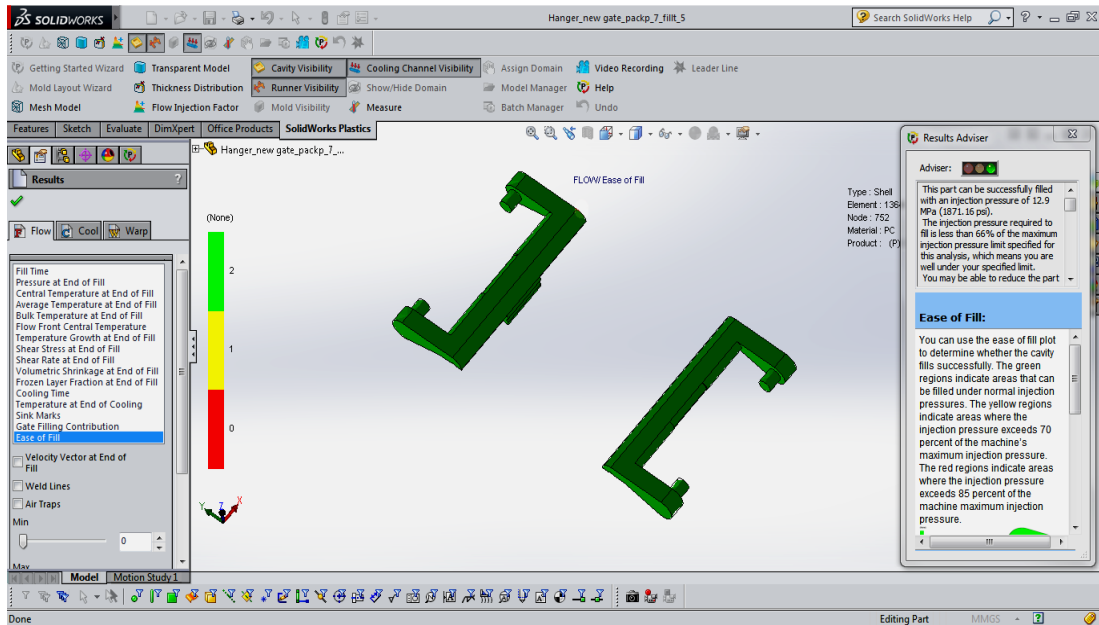 SOLIDWORKS
Hanger_new gate_packp_7_fillt_5
Search SolidWorks Help
Getting Started Wizard
Transparent Model
Cavity Visibility
Cooling Channel Visibility
Assign Domain
Video Recording
Leader Line
Mold Layout Wizard
Thickness Distribution
Runner Visibility
Show/Hide Domain
Model Manager
Help
Mesh Model
Flow Injection Factor
Mold Visibility
Measure
Batch Manager
Undo
Features
Sketch
Evaluate
DimXpert
Office Products
SolidWorks Plastics
Hanger_new gate_packp_7_...
Results
?
Flow
Cool
Warp
Fill Time
Pressure at End of Fill
Central Temperature at End of Fill
Average Temperature at End of Fill
Bulk Temperature at End of Fill
Flow Front Central Temperature
Temperature Growth at End of Fill
Shear Stress at End of Fill
Shear Rate at End of Fill
Volumetric Shrinkage at End of Fill
Frozen Layer Fraction at End of Fill
Cooling Time
Temperature at End of Cooling
Sink Marks
Gate Filling Contribution
Ease of Fill
Velocity Vector at End of
Fill
Weld Lines
Air Traps
Min
0
Max
(None)
2
1
0
FLOW/Ease of Fill
Y
Z
X
Type : Shell
Element : 136
Node : 752
Material : PC
Product : (P)
Results Adviser
Adviser:
This part can be successfully filled
with an injection pressure of 12.9
MPa (1871.16 psi).
The injection pressure required to
fill is less than 66% of the maximum
injection pressure limit specified for
this analysis, which means you are
well under your specified limit.
You may be able to reduce the part
Ease of Fill:
You can use the ease of fill plot
to determine whether the cavity
fills successfully. The green
regions indicate areas that can
be filled under normal injection
pressures. The yellow regions
indicate areas where the
injection pressure exceeds 70
percent of the machine's
maximum injection pressure.
The red regions indicate areas
where the injection pressure
exceeds 85 percent of the
machine maximum injection
pressure.
Model
Motion Study 1
Done
Editing Part
MMGS